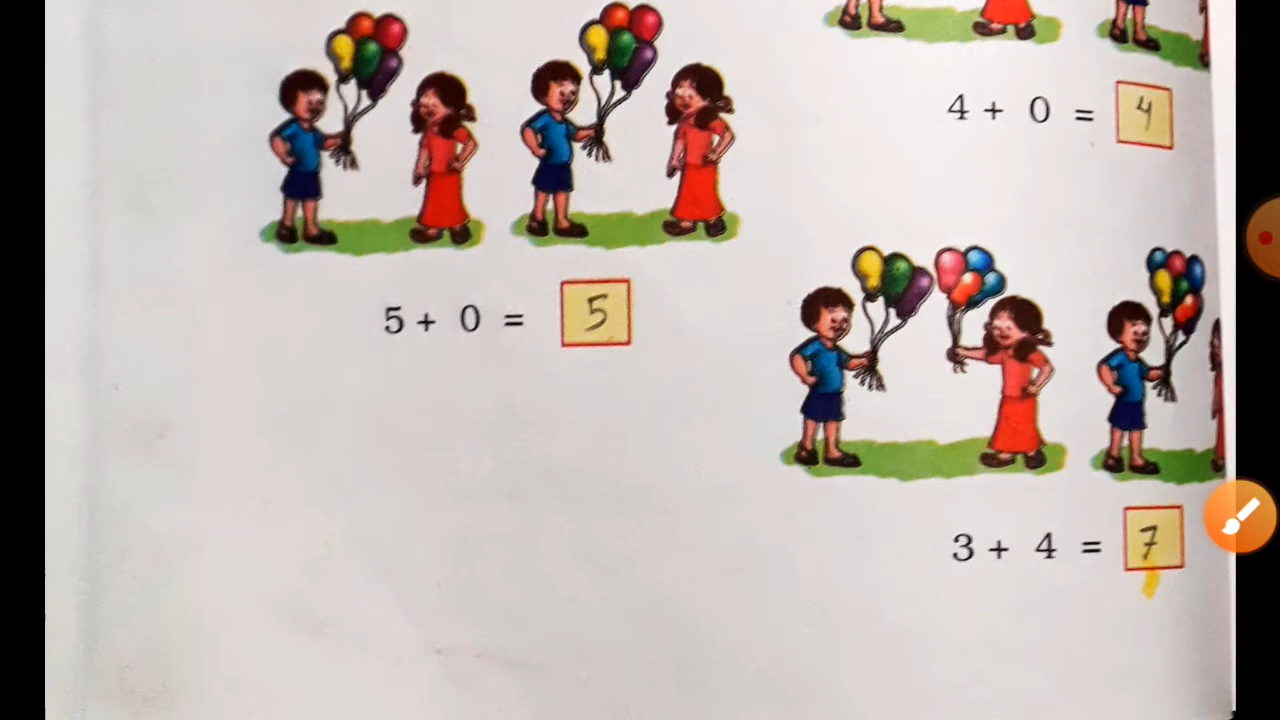 4 + 0 = 4
5 + 0 = 5
3 + 4 = 7